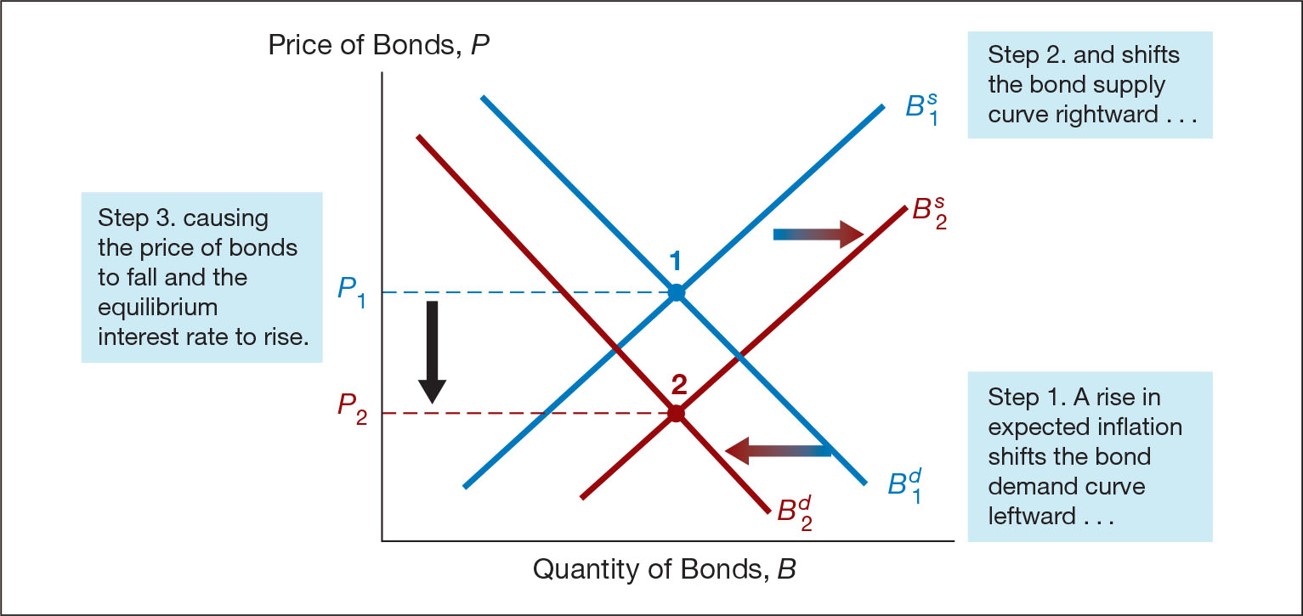 Price of Bonds, P
Step 2. and shifts
the bond supply
curve rightward . . .
B₁ˢ
B₂ˢ
Step 3. causing
the price of bonds
to fall and the
equilibrium
interest rate to rise.
1
P₁
2
P₂
Step 1. A rise in
expected inflation
shifts the bond
demand curve
leftward . . .
B₁ᵈ
B₂ᵈ
Quantity of Bonds, B